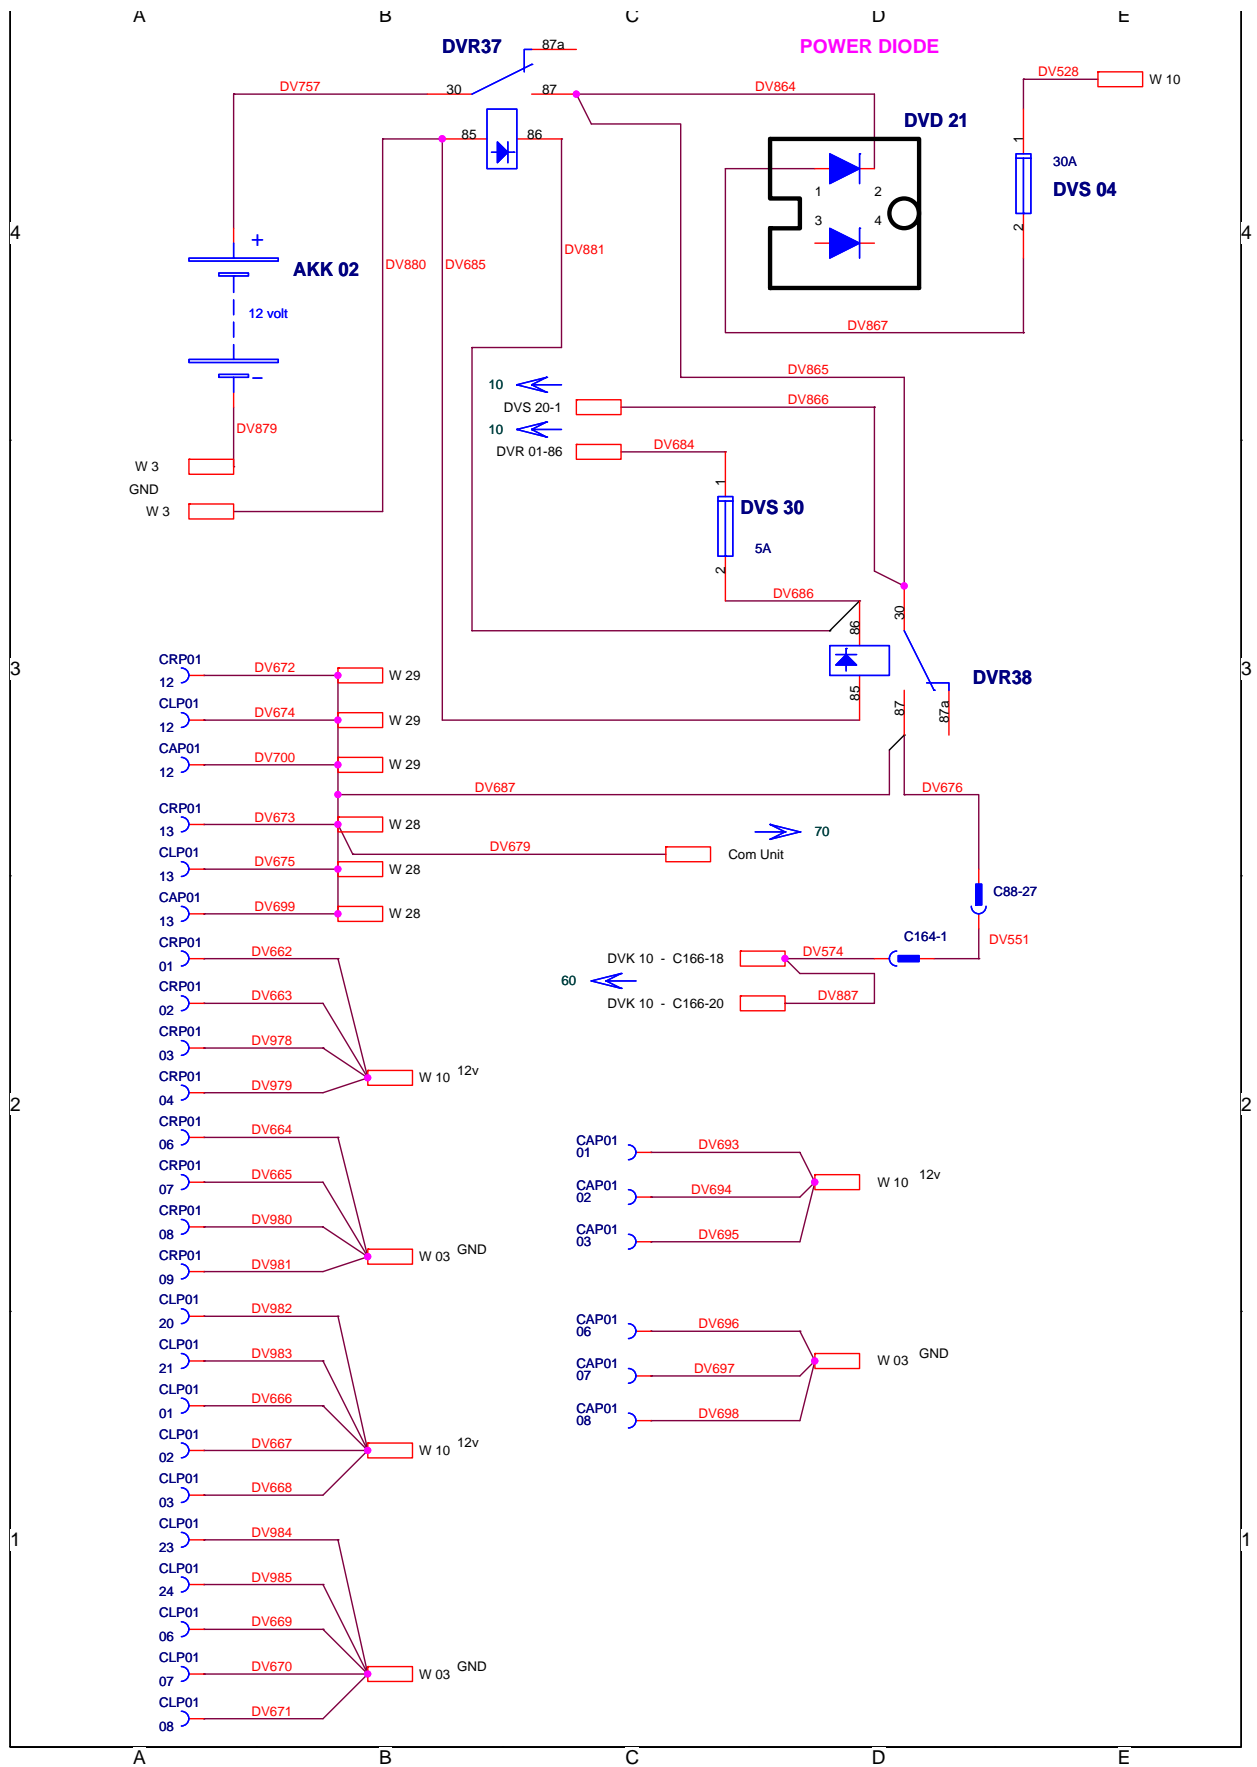 A B C D E
DVR37 87a POWER DIODE
DV528 W 10
DV757 30 87 DV864
85 86 DVD 21 1
30A
DVS 04
1 2
3 4 2
4 4
+ DV880 DV685 DV881
AKK 02
12 volt
DV867
–
DV865
10
DVS 20-1 DV866
DV879 10
DVR 01-86 DV684
W 3
GND
W 3
1
DVS 30
5A
2
DV686
30
86
3 3
CRP01
12 DV672 W 29
DVR38
85 87 87a
CLP01
12 DV674 W 29
CAP01
12 DV700 W 29
DV687 DV676
CRP01
13 DV673 W 28
70
DV679 Com Unit
CLP01
13 DV675 W 28
C88-27
CAP01
13 DV699 W 28
C164-1 DV551
CRP01
01 DV662
DVK 10 - C166-18 DV574
60
CRP01
02 DV663
DVK 10 - C166-20 DV887
CRP01
03 DV978
W 10 12v
CRP01
04 DV979
2 2
CRP01
06 DV664
CAP01
01 DV693
CRP01
07 DV665
W 10 12v
CAP01
02 DV694
CRP01
08 DV980
CAP01
03 DV695
W 03 GND
CRP01
09 DV981
CLP01
20 DV982
CAP01
06 DV696
CLP01
21 DV983
W 03 GND
CAP01
07 DV697
CLP01
01 DV666
CAP01
08 DV698
CLP01
02 DV667 W 10 12v
CLP01
03 DV668
1 1
CLP01
23 DV984
CLP01
24 DV985
CLP01
06 DV669
CLP01
07 DV670 W 03 GND
CLP01
08 DV671
A B C D E